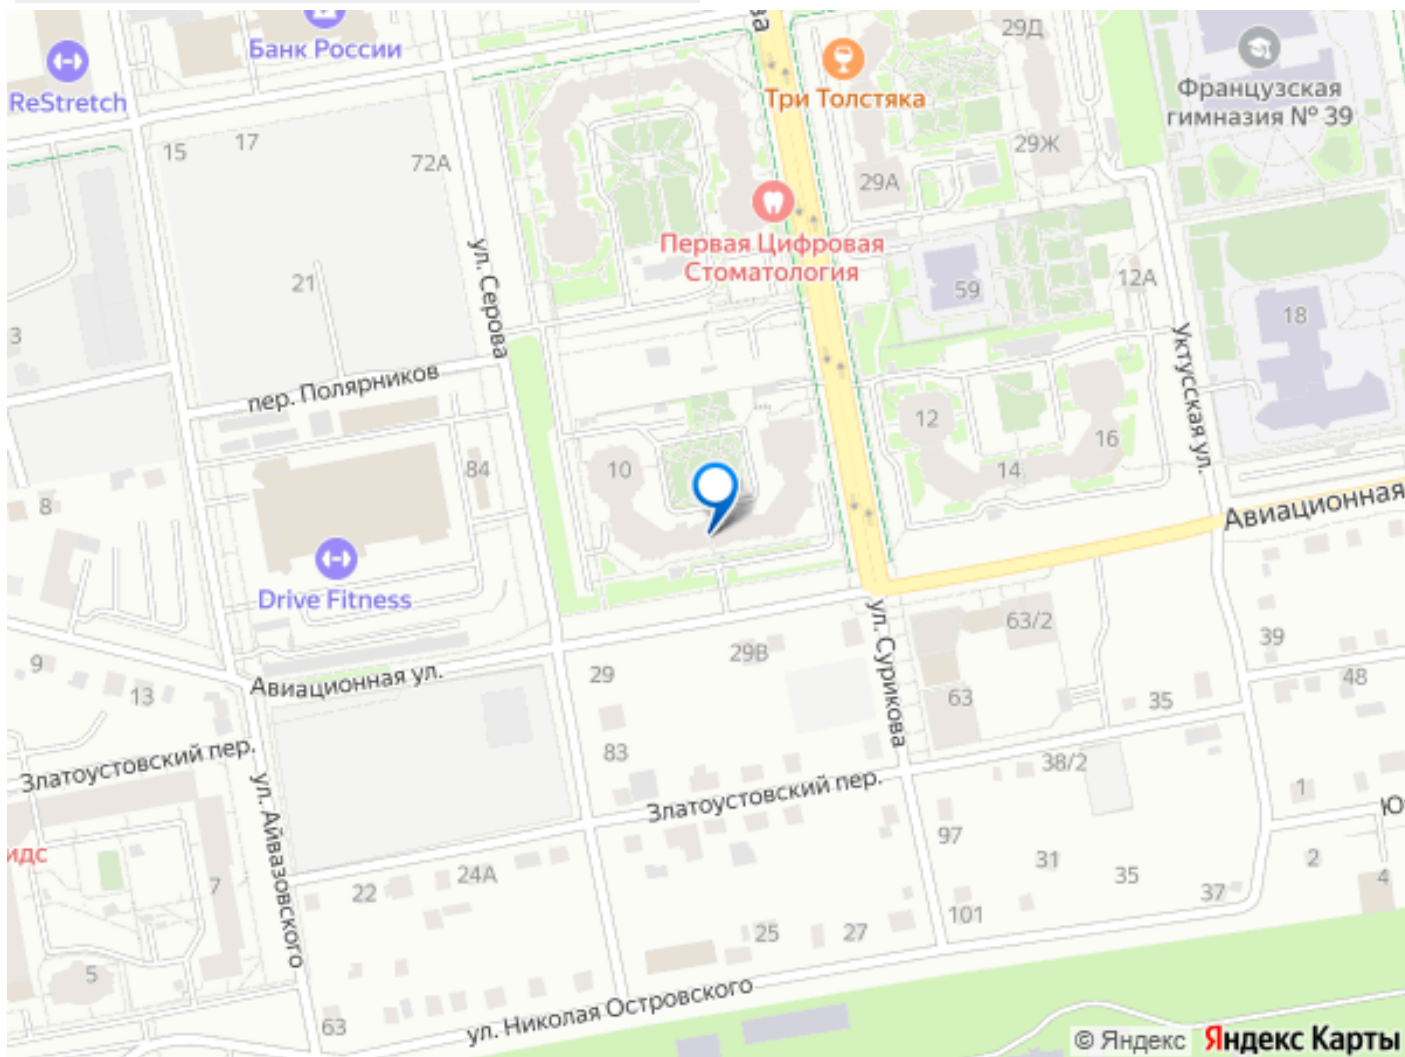 ва
29Д
Банк России
ReStretch
Три Толстяка
Французская
гимназия № 39
15
17
72А
29Ж
29А
Первая Цифровая
Стоматология
ул. Серова
21
59
12А
18
3
пер. Полярников
Уктусская ул.
12
16
14
10
84
8
Авиационная
Drive Fitness
ул. Сурикова
63/2
39
29В
9
29
Авиационная ул.
13
48
35
63
83
Златоустовский пер.
38/2
ул. Айвазовского
Златоустовский пер.
1
Ю
97
идс
24А
31
2
7
22
35
4
37
101
25
27
5
ул. Николая Островского
63
© Яндекс Яндекс Карты